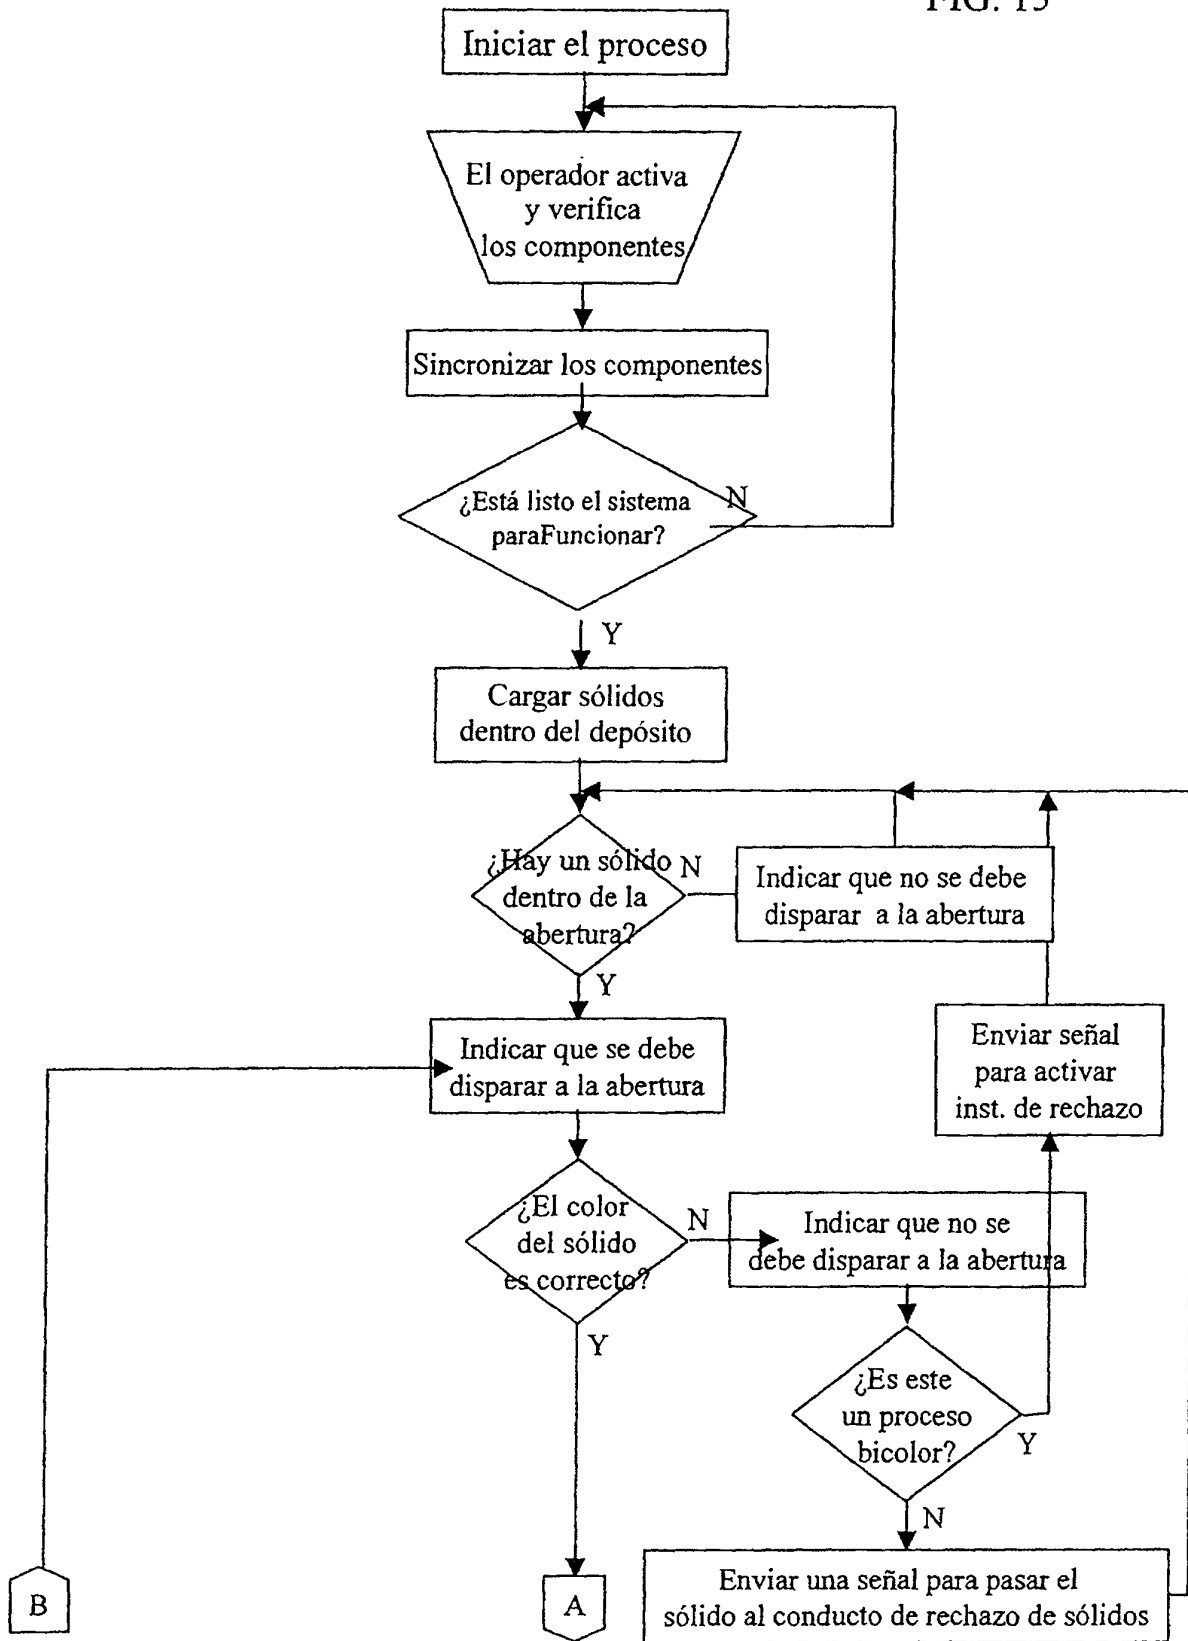 FIG. 15
Iniciar el proceso
El operador activa
y verifica
los componentes
Sincronizar los componentes
¿Está listo el sistema
paraFuncionar?
N
Y
Cargar sólidos
dentro del depósito
¿Hay un sólido
dentro de la
abertura?
N
Indicar que no se debe
disparar a la abertura
Y
Indicar que se debe
disparar a la abertura
Enviar señal
para activar
inst. de rechazo
¿El color
del sólido
es correcto?
N
Indicar que no se
debe disparar a la abertura
Y
¿Es este
un proceso
bicolor?
Y
N
Enviar una señal para pasar el
sólido al conducto de rechazo de sólidos
B
A